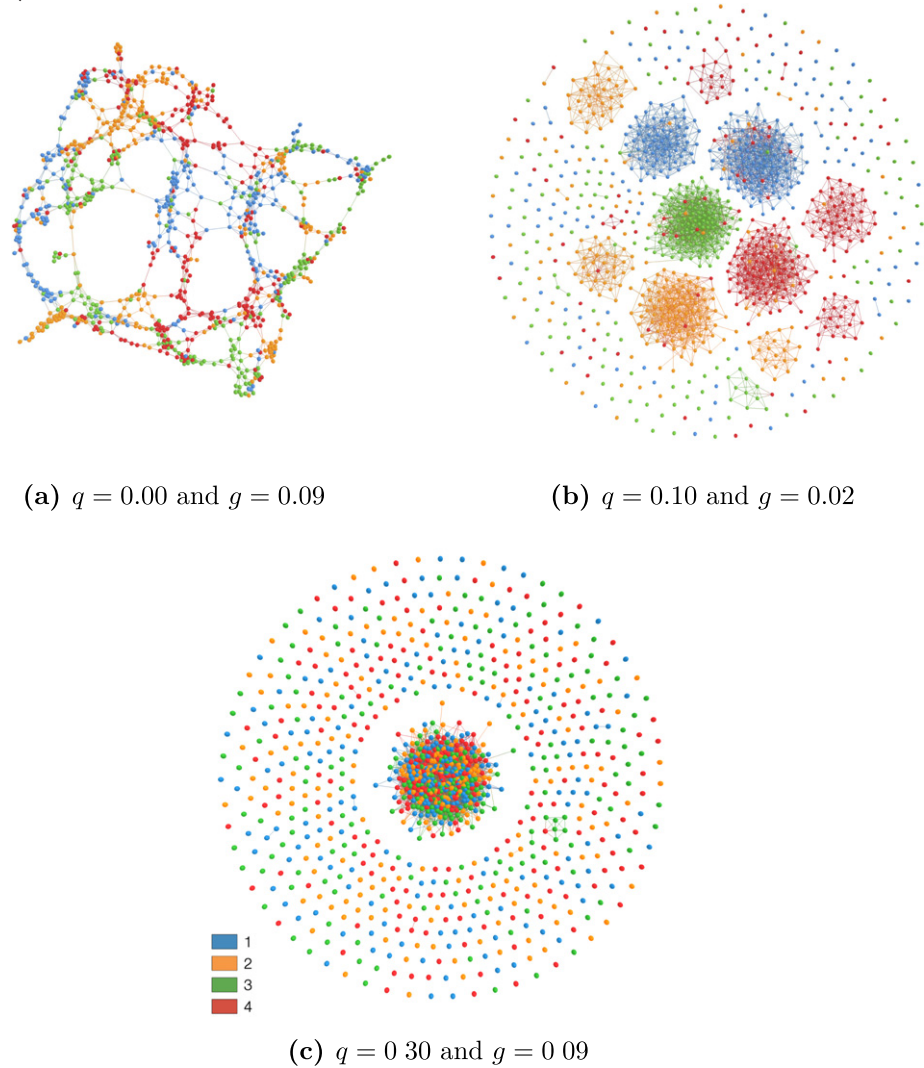 (a) q = 0.00 and g = 0.09
(b) q = 0.10 and g = 0.02
1
2
3
4
(c) q = 0 30 and g = 0 09